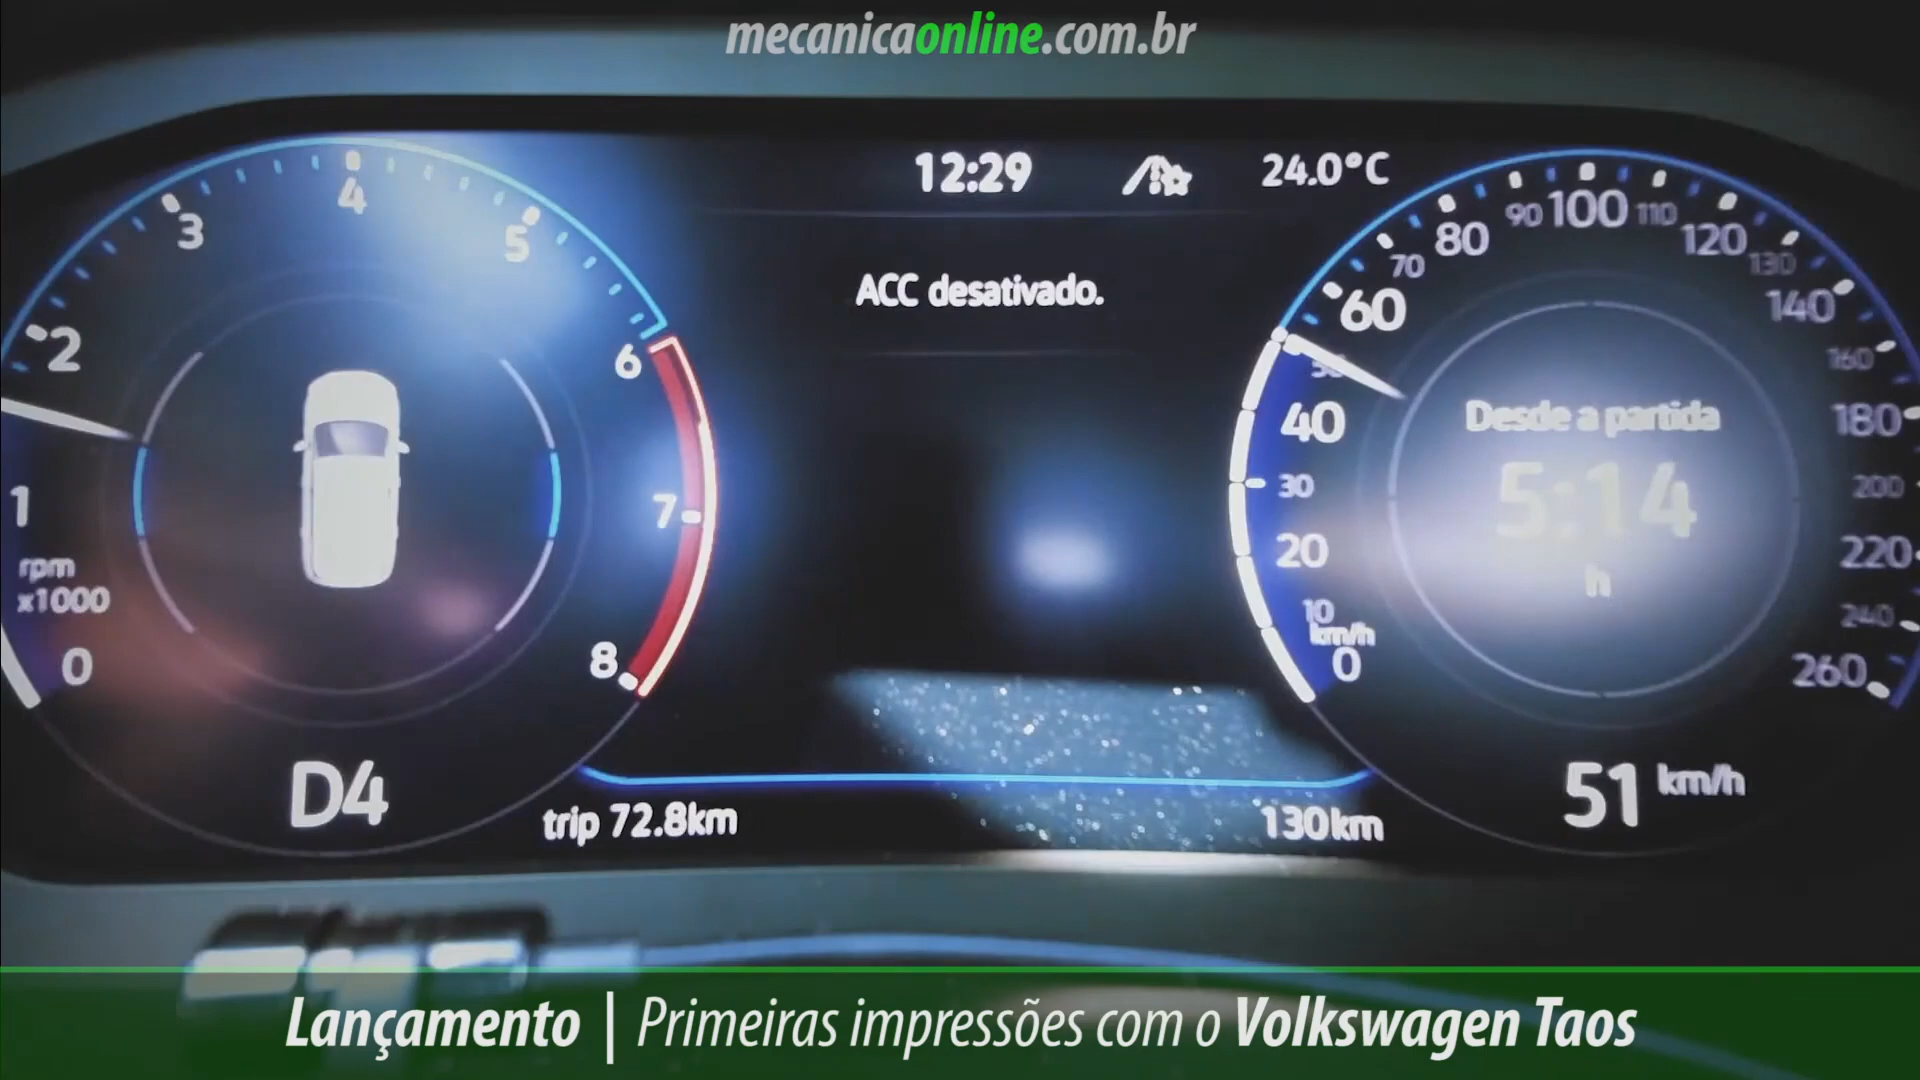 mecanicaonline.com.br
12:29
24.0°C
ACC desativado.
0
1
2
3
4
5
6
7
8
rpm
x1000
D4
trip 72.8km
130km
0
km/h
10
20
30
40
50
60
70
80
90
100
110
120
130
140
160
180
200
220
240
260
Desde a partida
5:14
h
51 km/h
Lançamento | Primeiras impressões com o Volkswagen Taos